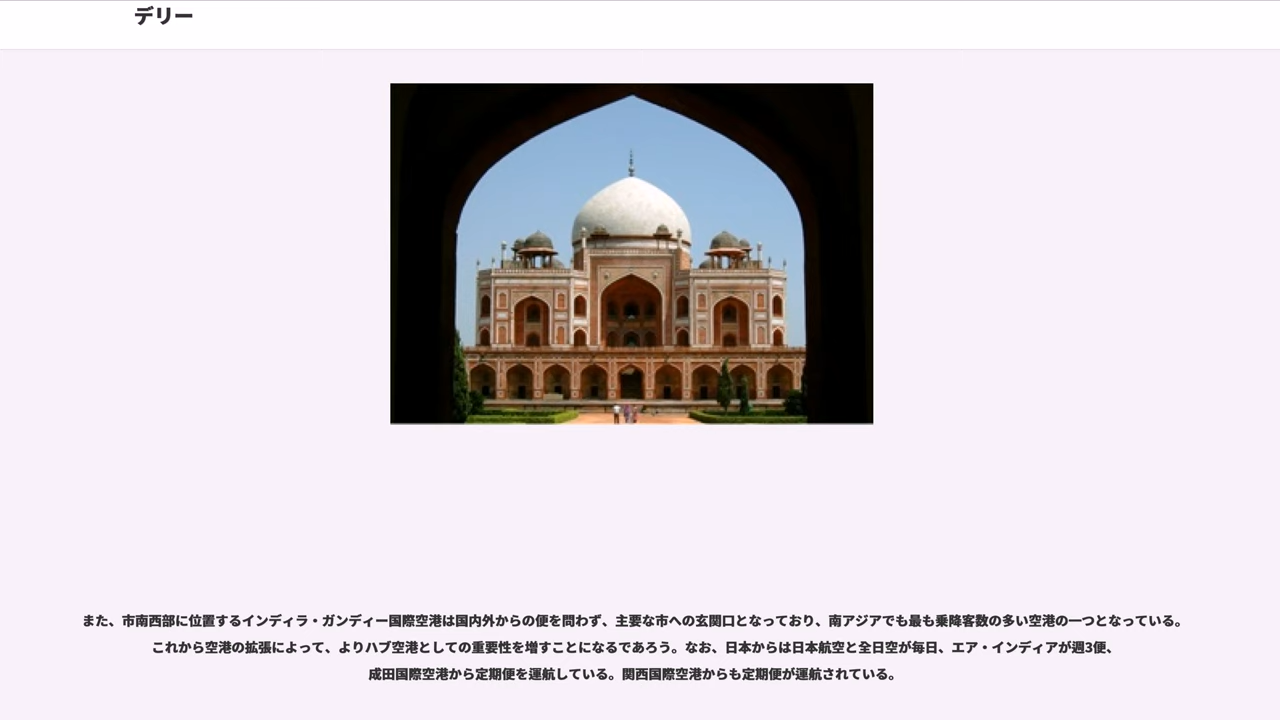 デリー
また、市南西部に位置するインディラ・ガンディー国際空港は国内外からの便を問わず、主要な市への玄関口となっており、南アジアでも最も乗降客数の多い空港の一つとなっている。
これから空港の拡張によって、よりハブ空港としての重要性を増すことになるであろう。なお、日本からは日本航空と全日空が毎日、エア・インディアが週3便、
成田国際空港から定期便を運航している。関西国際空港からも定期便が運航されている。